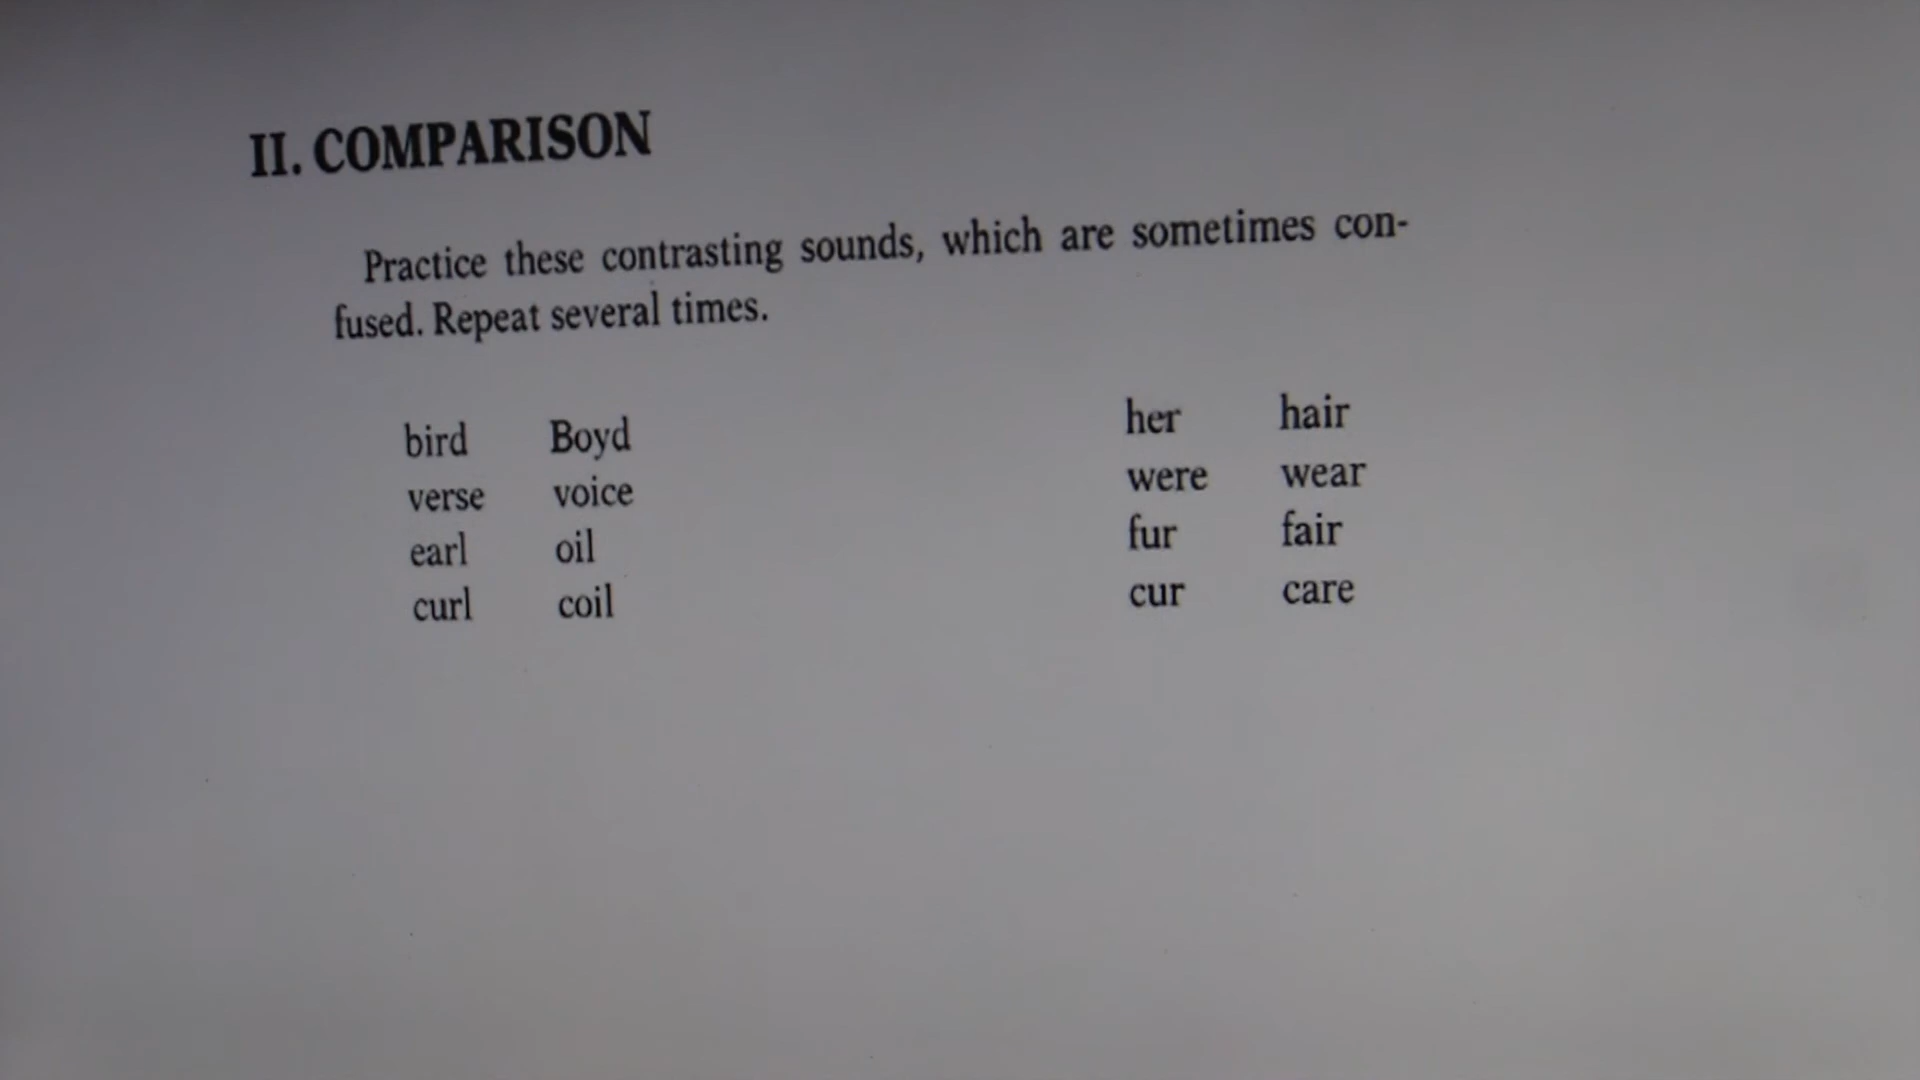 II. COMPARISON
Practice these contrasting sounds, which are sometimes con-
fused. Repeat several times.
bird Boyd her hair
verse voice were wear
earl oil fur fair
curl coil cur care